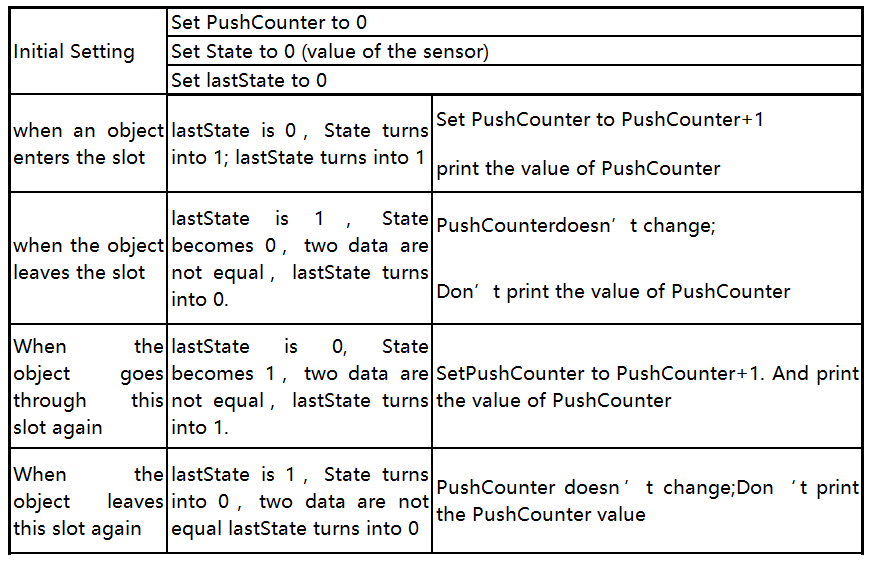 Initial Setting
Set PushCounter to 0
Set State to 0 (value of the sensor)
Set lastState to 0
when an object
enters the slot
lastState is 0 , State turns
into 1; lastState turns into 1
Set PushCounter to PushCounter+1
print the value of PushCounter
when the object
leaves the slot
lastState is 1 , State
becomes 0 , two data are
not equal , lastState turns
into 0.
PushCounterdoesn’ t change;
Don’ t print the value of PushCounter
When the
object goes
through this
slot again
lastState is 0, State
becomes 1 , two data are
not equal , lastState turns
into 1.
SetPushCounter to PushCounter+1. And print
the value of PushCounter
When the
object leaves
this slot again
lastState is 1 , State turns
into 0 , two data are not
equal lastState turns into 0
PushCounter doesn’ t change;Don ‘t print
the PushCounter value